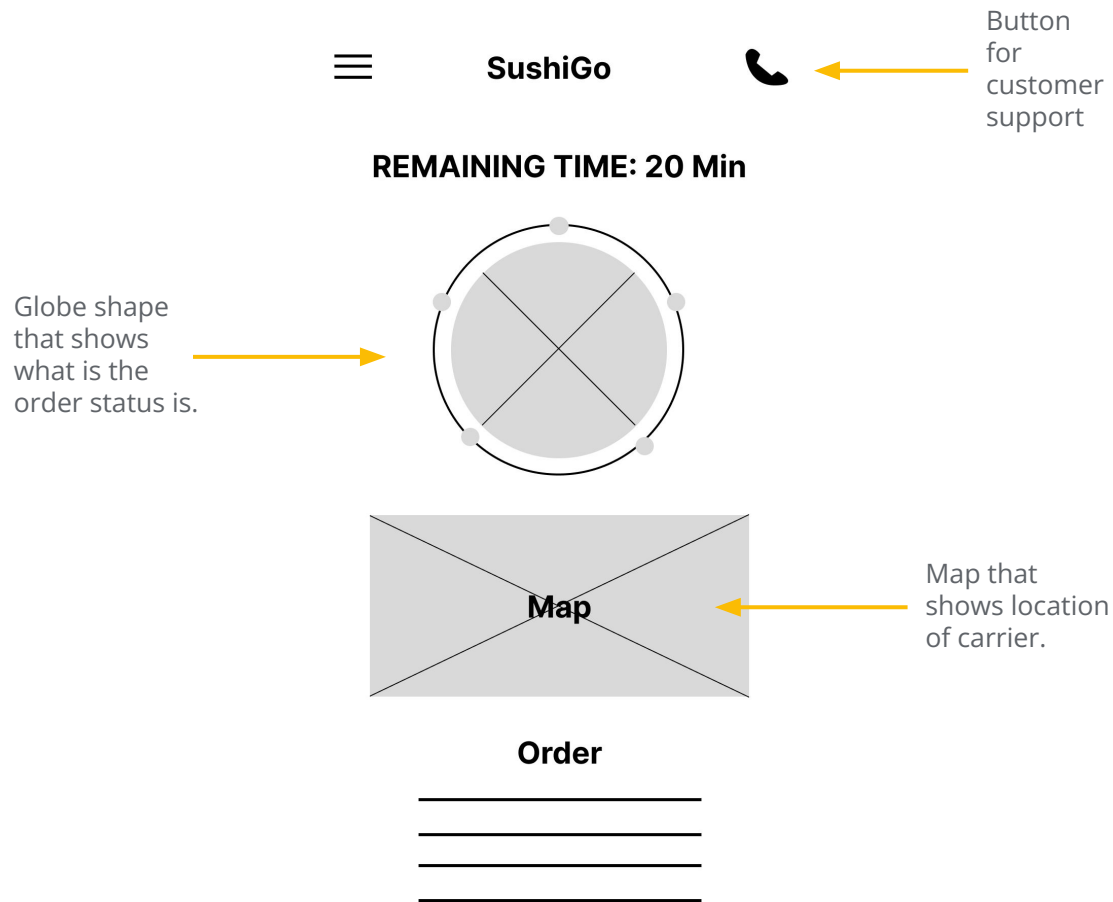 SushiGo
Button
for
customer
support
REMAINING TIME: 20 Min
Globe shape
that shows
what is the
order status is.
Map
Map that
shows location
of carrier.
Order